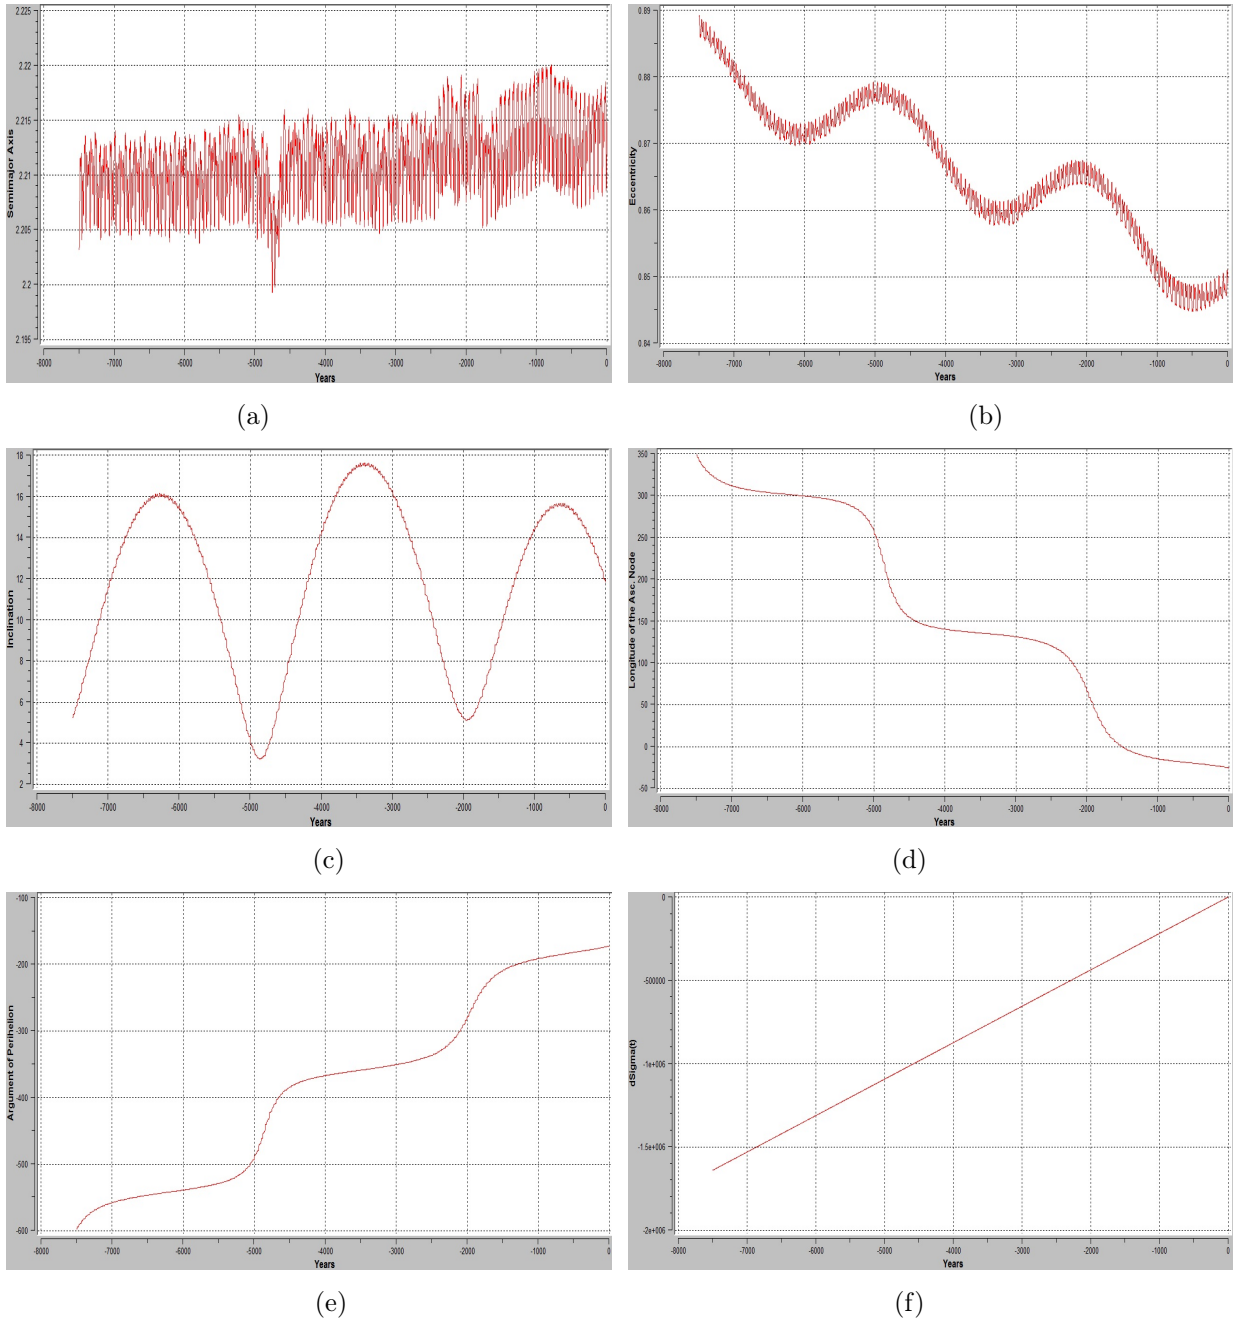 2.225
2.22
2.215
2.21
2.205
2.2
2.195
Semimajor Axis
-8000 -7000 -6000 -5000 -4000 -3000 -2000 -1000 0
Years
(a)
0.89
0.88
0.87
0.86
0.85
0.84
Eccentricity
-8000 -7000 -6000 -5000 -4000 -3000 -2000 -1000 0
Years
(b)
18
16
14
12
10
8
6
4
2
Inclination
-8000 -7000 -6000 -5000 -4000 -3000 -2000 -1000 0
Years
(c)
350
300
250
200
150
100
50
0
-50
Longitude of the Asc. Node
-8000 -7000 -6000 -5000 -4000 -3000 -2000 -1000 0
Years
(d)
-100
-200
-300
-400
-500
-600
Argument of Perihelion
-8000 -7000 -6000 -5000 -4000 -3000 -2000 -1000 0
Years
(e)
0
-500000
-1e+006
-1.5e+006
-2e+006
dSigma(t)
-8000 -7000 -6000 -5000 -4000 -3000 -2000 -1000 0
Years
(f)